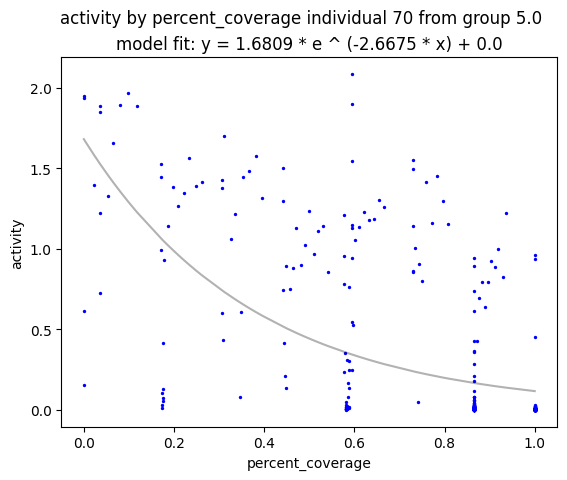 activity by percent_coverage individual 70 from group 5.0
model fit: y = 1.6809 * e ^ (-2.6675 * x) + 0.0
2.0
1.5
1.0
0.5
0.0
activity
0.0 0.2 0.4 0.6 0.8 1.0
percent_coverage